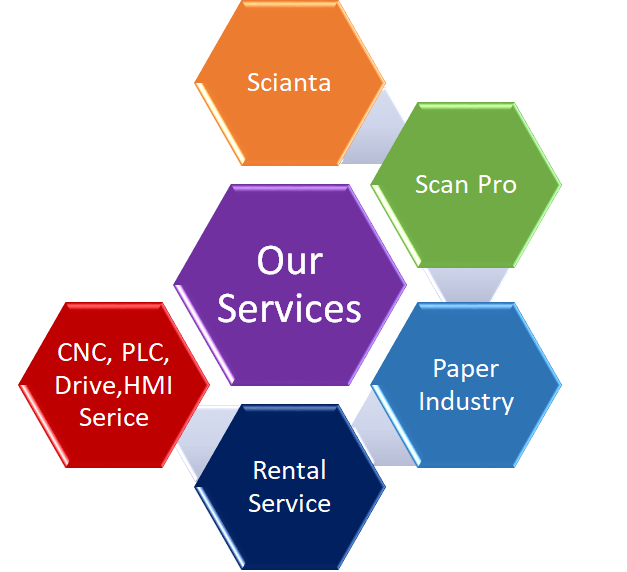 Scianta
Scan Pro
Our
Services
Paper
Industry
Rental
Service
CNC, PLC,
Drive,HMI
Serice